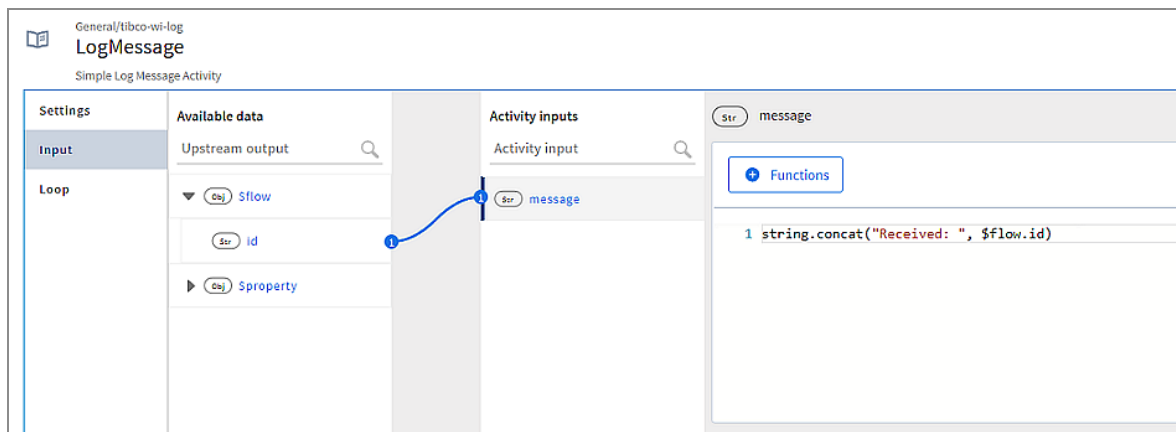 General/tibco-wi-log
LogMessage
Simple Log Message Activity
Settings
Input
Loop
Available data
Upstream output
Obj $flow
Str id
1
Obj $property
Activity inputs
Activity input
1
Str message
Str message
Functions
1 string.concat("Received: ", $flow.id)